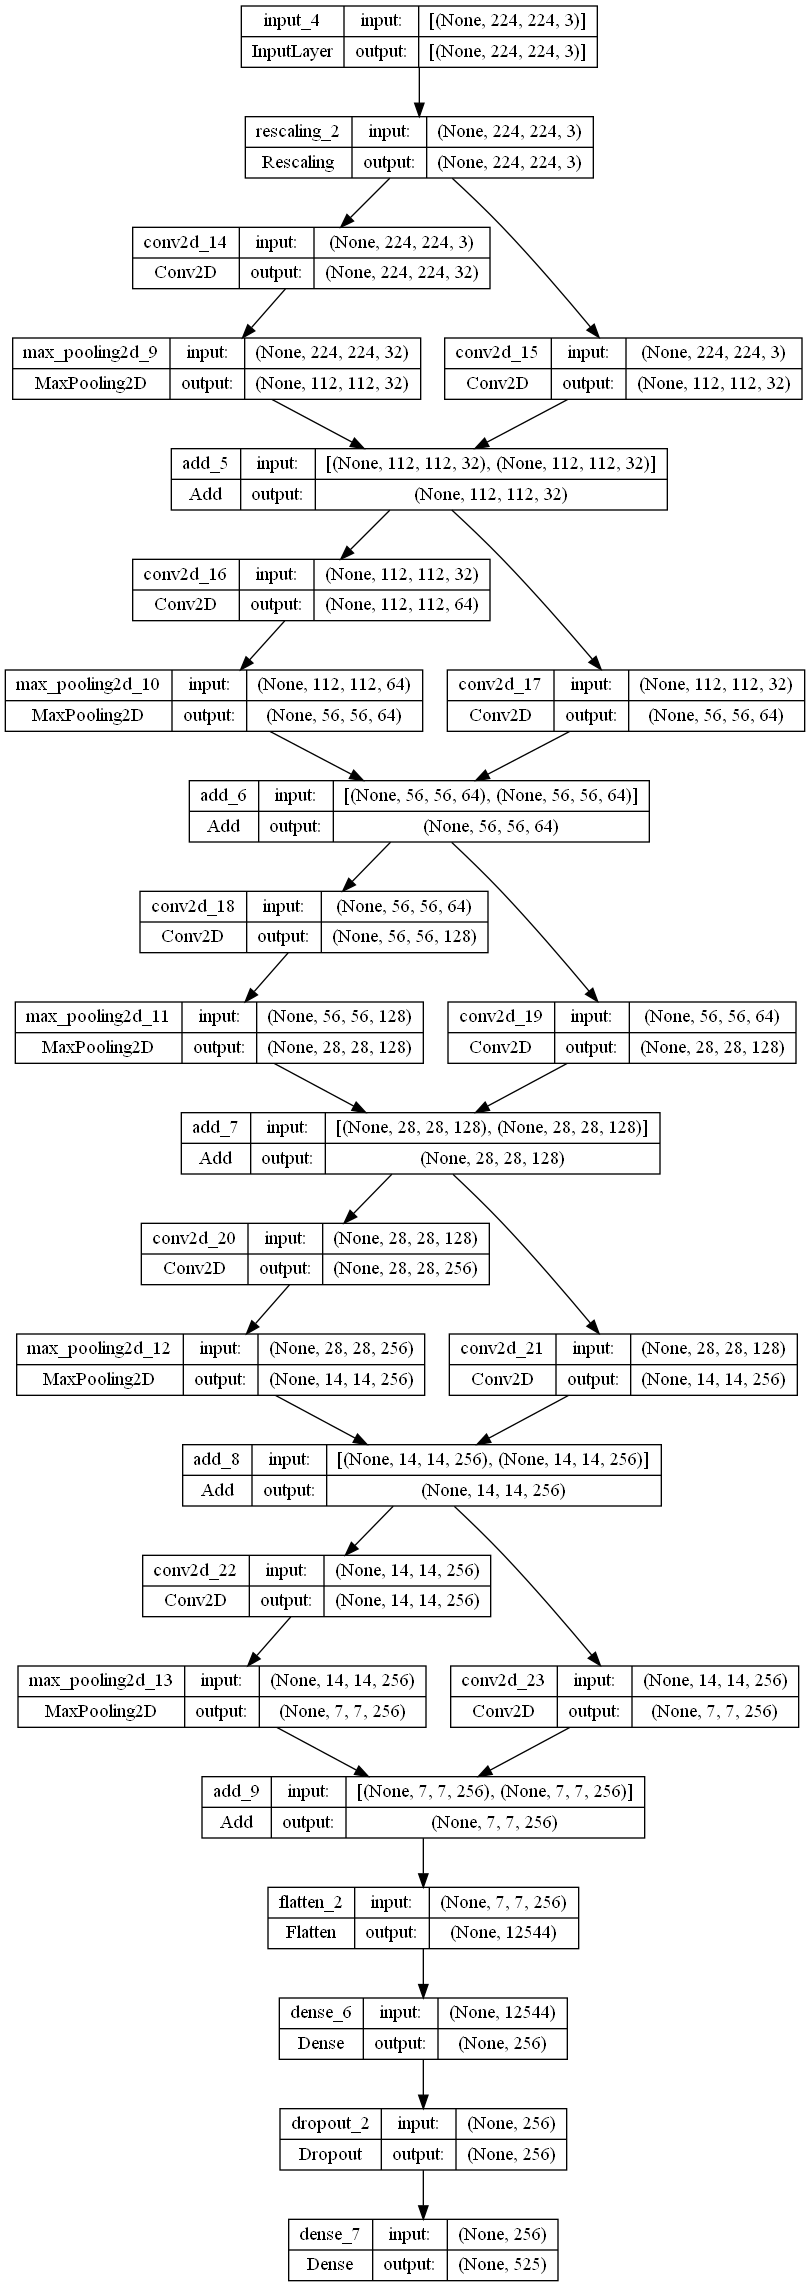 input_4 input: [(None, 224, 224, 3)]
InputLayer output: [(None, 224, 224, 3)]
rescaling_2 input: (None, 224, 224, 3)
Rescaling output: (None, 224, 224, 3)
conv2d_14 input: (None, 224, 224, 3)
Conv2D output: (None, 224, 224, 32)
max_pooling2d_9 input: (None, 224, 224, 32)
MaxPooling2D output: (None, 112, 112, 32)
conv2d_15 input: (None, 224, 224, 3)
Conv2D output: (None, 112, 112, 32)
add_5 input: [(None, 112, 112, 32), (None, 112, 112, 32)]
Add output: (None, 112, 112, 32)
conv2d_16 input: (None, 112, 112, 32)
Conv2D output: (None, 112, 112, 64)
max_pooling2d_10 input: (None, 112, 112, 64)
MaxPooling2D output: (None, 56, 56, 64)
conv2d_17 input: (None, 112, 112, 32)
Conv2D output: (None, 56, 56, 64)
add_6 input: [(None, 56, 56, 64), (None, 56, 56, 64)]
Add output: (None, 56, 56, 64)
conv2d_18 input: (None, 56, 56, 64)
Conv2D output: (None, 56, 56, 128)
max_pooling2d_11 input: (None, 56, 56, 128)
MaxPooling2D output: (None, 28, 28, 128)
conv2d_19 input: (None, 56, 56, 64)
Conv2D output: (None, 28, 28, 128)
add_7 input: [(None, 28, 28, 128), (None, 28, 28, 128)]
Add output: (None, 28, 28, 128)
conv2d_20 input: (None, 28, 28, 128)
Conv2D output: (None, 28, 28, 256)
max_pooling2d_12 input: (None, 28, 28, 256)
MaxPooling2D output: (None, 14, 14, 256)
conv2d_21 input: (None, 28, 28, 128)
Conv2D output: (None, 14, 14, 256)
add_8 input: [(None, 14, 14, 256), (None, 14, 14, 256)]
Add output: (None, 14, 14, 256)
conv2d_22 input: (None, 14, 14, 256)
Conv2D output: (None, 14, 14, 256)
max_pooling2d_13 input: (None, 14, 14, 256)
MaxPooling2D output: (None, 7, 7, 256)
conv2d_23 input: (None, 14, 14, 256)
Conv2D output: (None, 7, 7, 256)
add_9 input: [(None, 7, 7, 256), (None, 7, 7, 256)]
Add output: (None, 7, 7, 256)
flatten_2 input: (None, 7, 7, 256)
Flatten output: (None, 12544)
dense_6 input: (None, 12544)
Dense output: (None, 256)
dropout_2 input: (None, 256)
Dropout output: (None, 256)
dense_7 input: (None, 256)
Dense output: (None, 525)